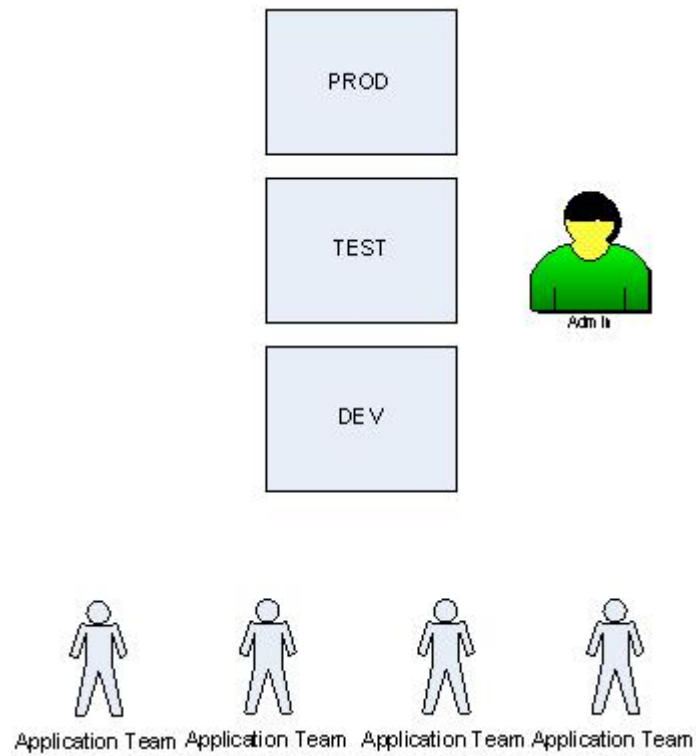 PROD
TEST
Admin
DEV
Application Team Application Team Application Team Application Team